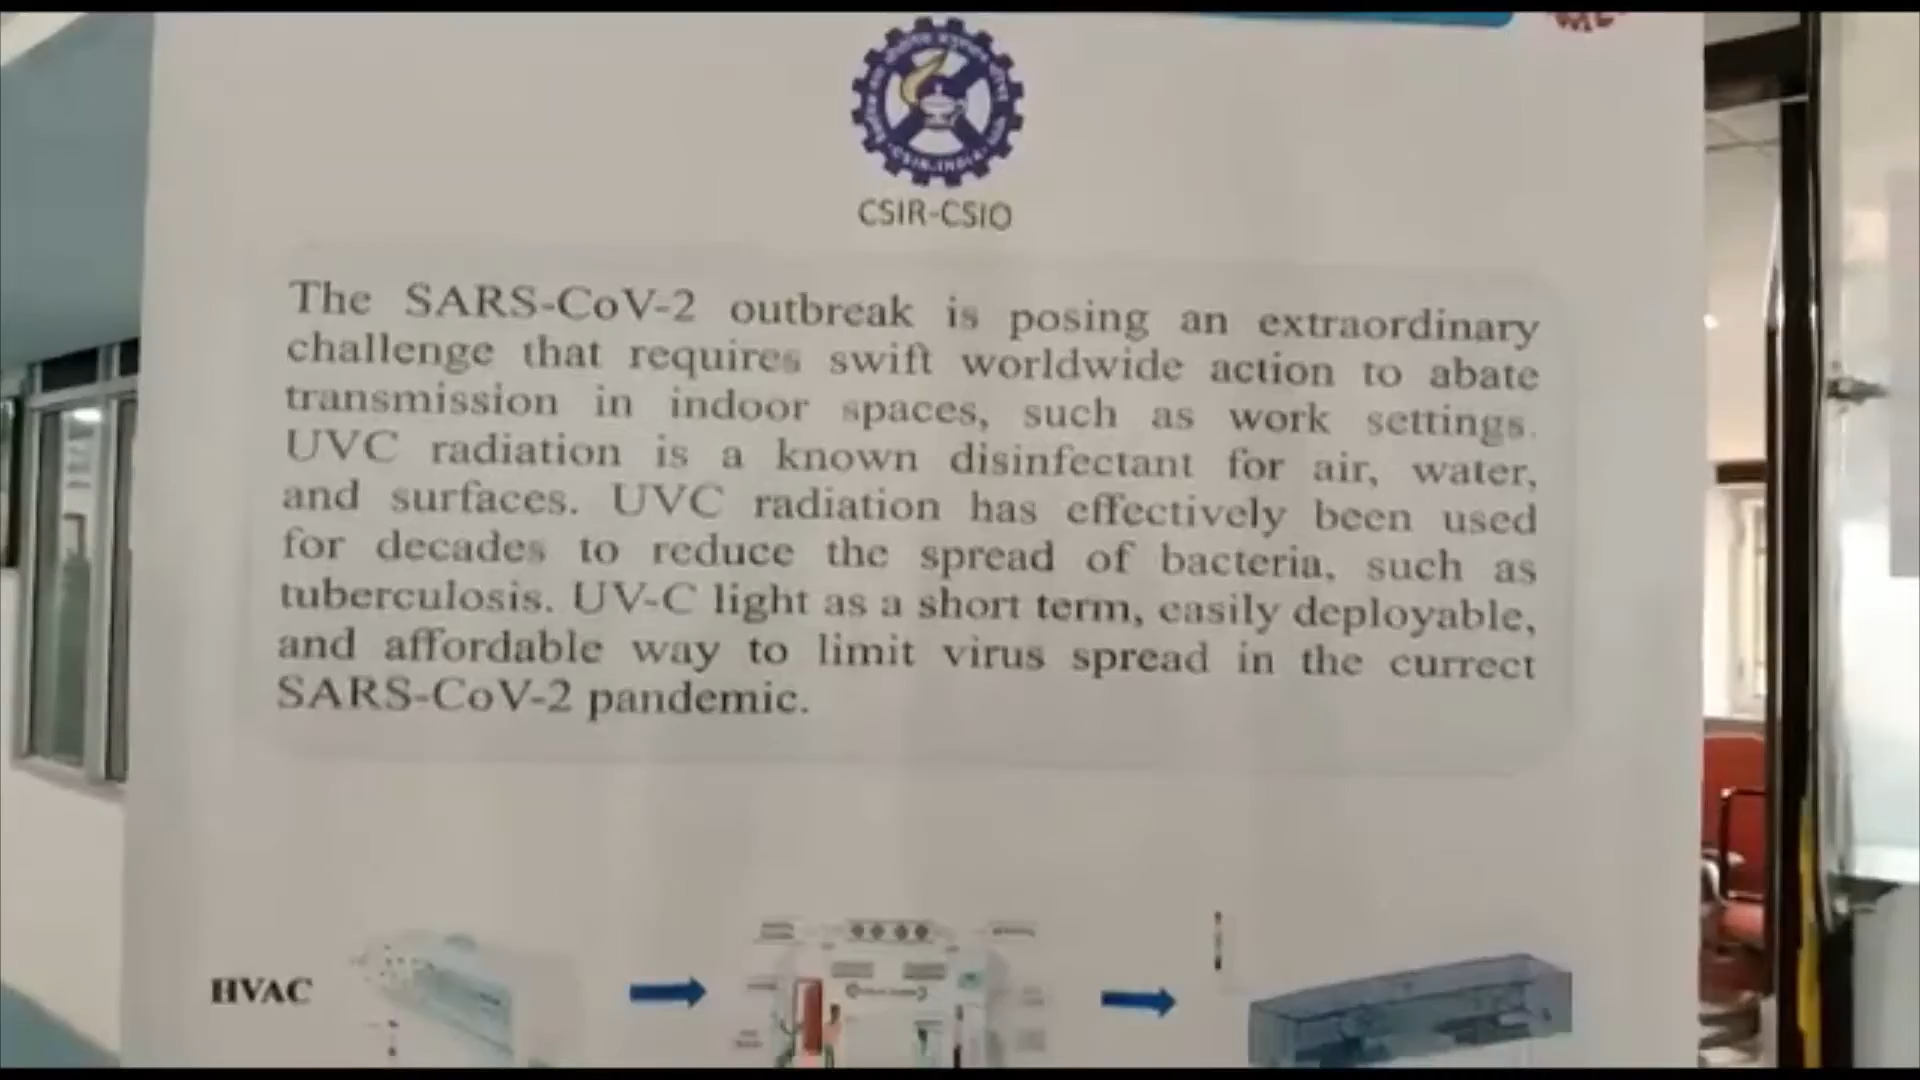 CSIR-CSIO
The SARS-CoV-2 outbreak is posing an extraordinary
challenge that requires swift worldwide action to abate
transmission in indoor spaces, such as work settings.
UVC radiation is a known disinfectant for air, water,
and surfaces. UVC radiation has effectively been used
for decades to reduce the spread of bacteria, such as
tuberculosis. UV-C light as a short term, easily deployable,
and affordable way to limit virus spread in the currect
SARS-CoV-2 pandemic.
HVAC